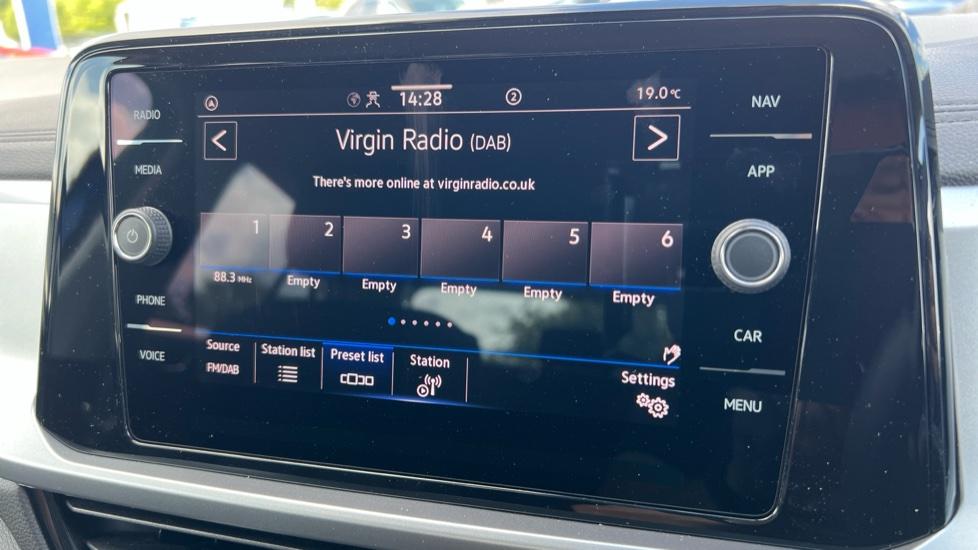 14:28
2
19.0 °C
Virgin Radio (DAB)
There's more online at virginradio.co.uk
1 2 3 4 5 6
88.3 MHz Empty Empty Empty Empty Empty
Source
FM/DAB
Station list
Preset list
Station
Settings
RADIO
MEDIA
PHONE
VOICE
NAV
APP
CAR
MENU